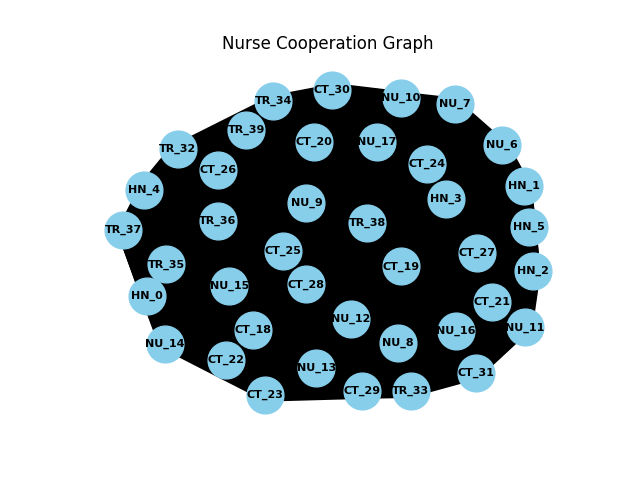 Nurse Cooperation Graph
CT_30
NU_10
TR_34
NU_7
TR_39
CT_20
NU_17
NU_6
TR_32
CT_24
CT_26
HN_1
HN_4
HN_3
NU_9
TR_36
TR_38
HN_5
TR_37
CT_25
CT_27
TR_35
CT_19
HN_2
CT_28
NU_15
HN_0
CT_21
NU_12
NU_11
CT_18
NU_16
NU_8
NU_14
CT_22
NU_13
CT_31
CT_29
TR_33
CT_23